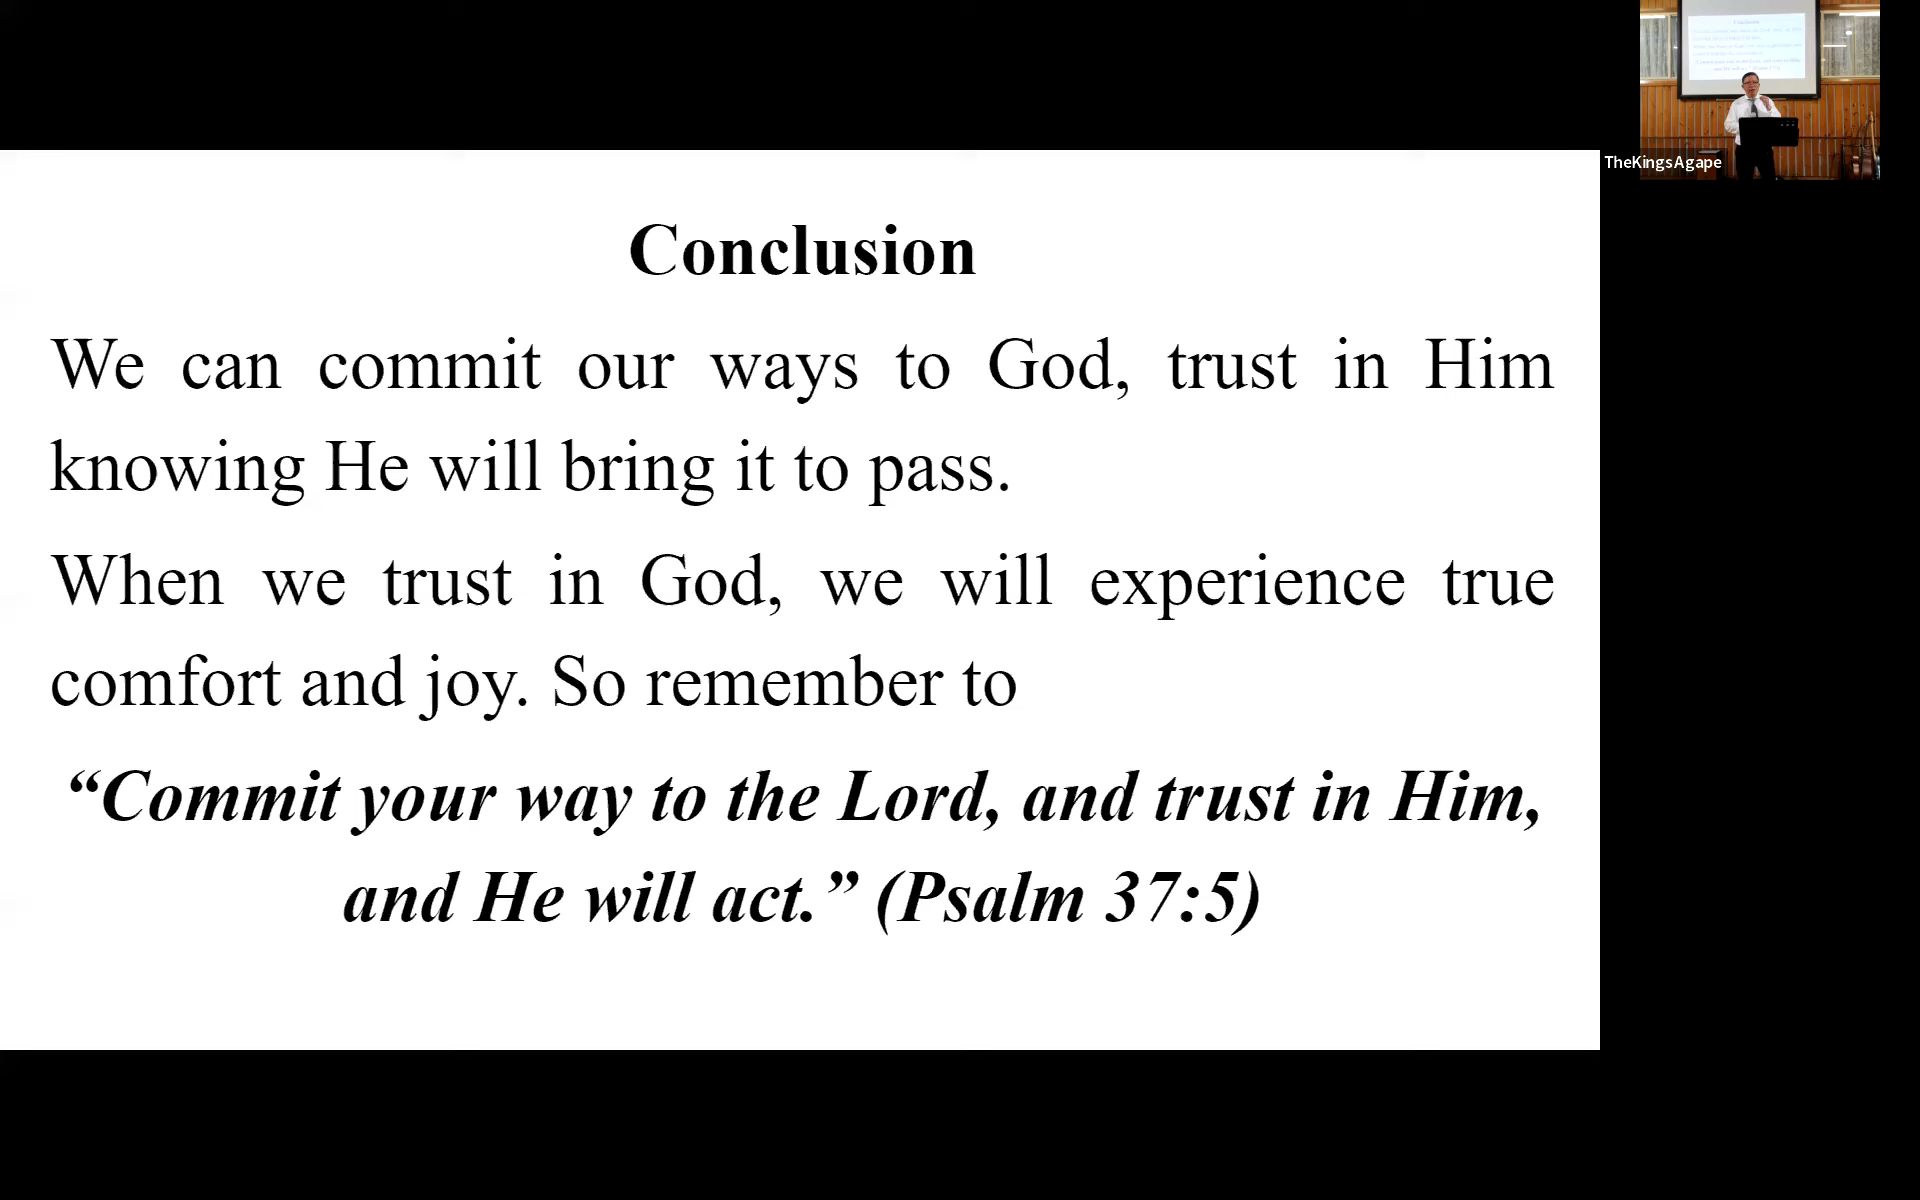 Conclusion
We can commit our ways to God, trust in Him
knowing He will bring it to pass.
When we trust in God, we will experience true
comfort and joy. So remember to
“Commit your way to the Lord, and trust in Him,
and He will act.” (Psalm 37:5)
TheKingsAgape